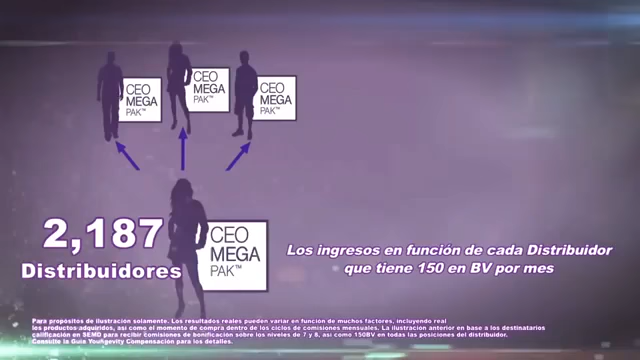 CEO
MEGA
PAK™
CEO
MEGA
PAK™
CEO
MEGA
PAK™
2,187
Distribuidores
CEO
MEGA
PAK™
Los ingresos en función de cada Distribuidor
que tiene 150 en BV por mes
Para propósitos de ilustración solamente. Los resultados reales pueden variar en función de muchos factores, incluyendo real
los productos adquiridos, así como el momento de compra dentro de los ciclos de comisiones mensuales. La ilustración anterior en base a los destinatarios
calificación en SEMD para recibir comisiones de bonificación sobre los niveles de 7 y 8, así como 150BV en todas las posiciones del distribuidor.
Consulte la Guía Youngevity Compensación para los detalles.